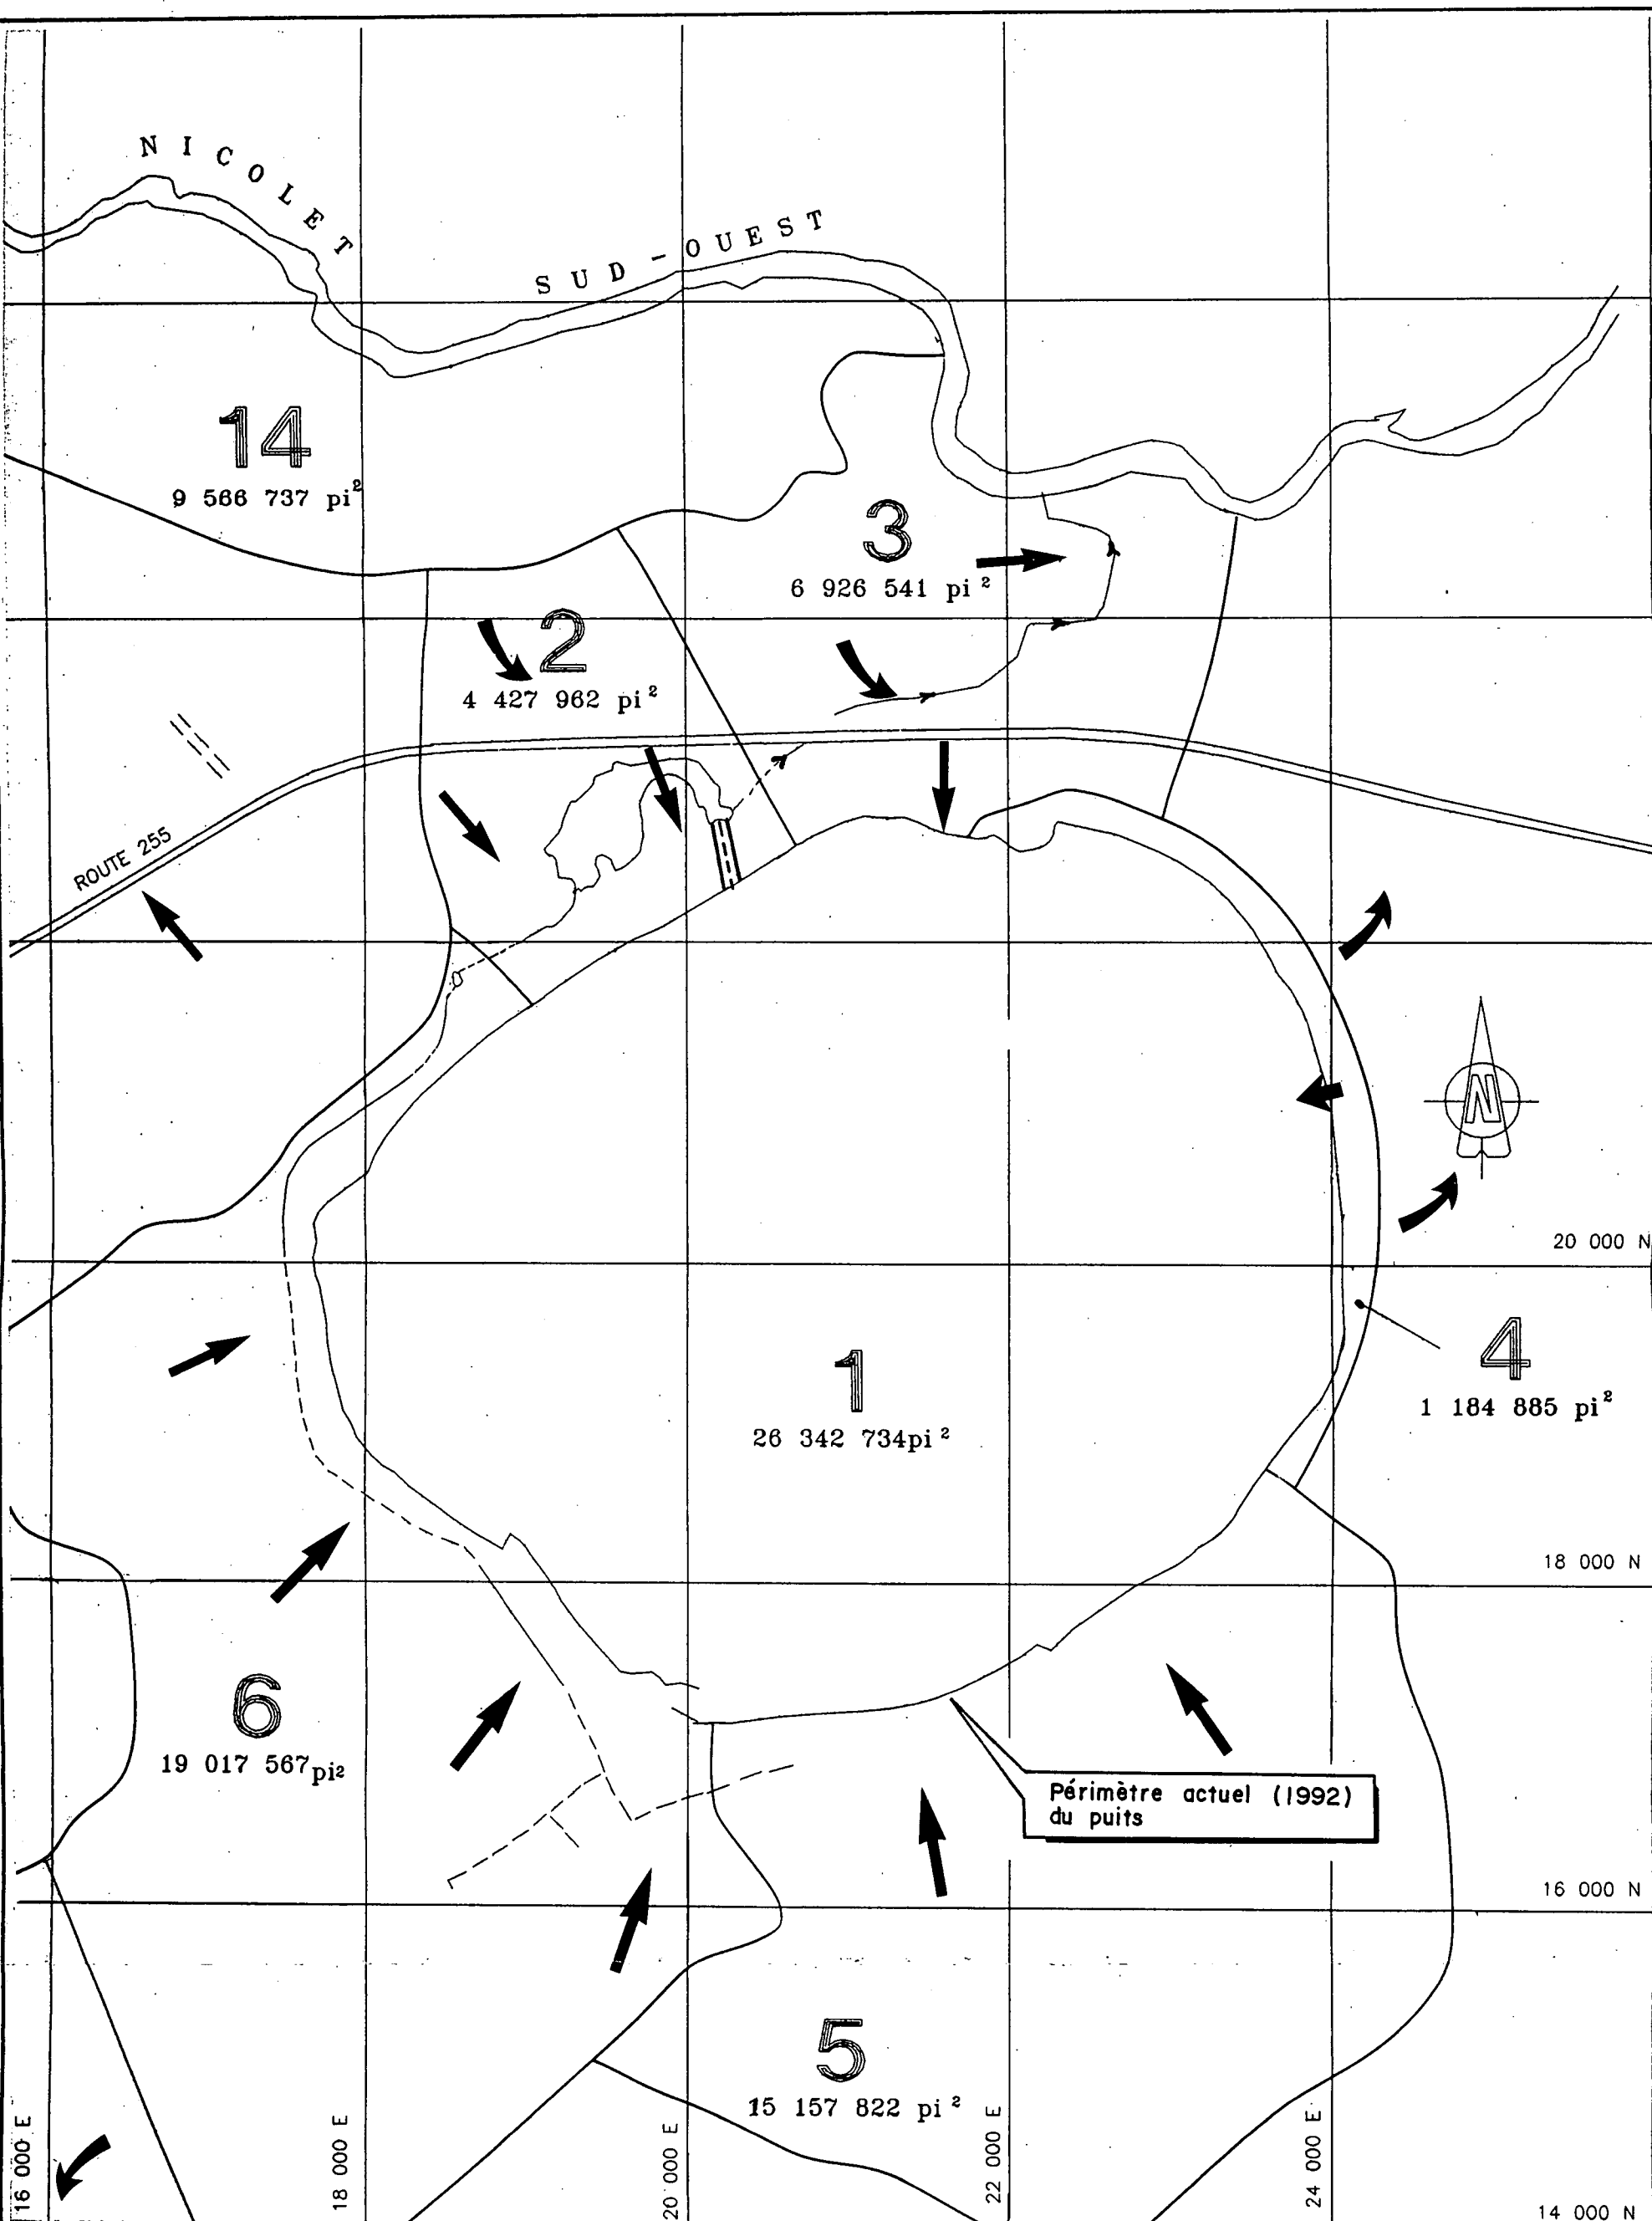 NICOLET
SUD-OUEST
14
9 566 737 pi²
3
6 926 541 pi²
2
4 427 962 pi²
ROUTE 255
N
20 000 N
1
26 342 734pi²
4
1 184 885 pi²
18 000 N
6
19 017 567pi²
Périmètre actuel (1992)
du puits
16 000 N
5
15 157 822 pi²
16 000 E
18 000 E
20 000 E
22 000 E
24 000 E
14 000 N